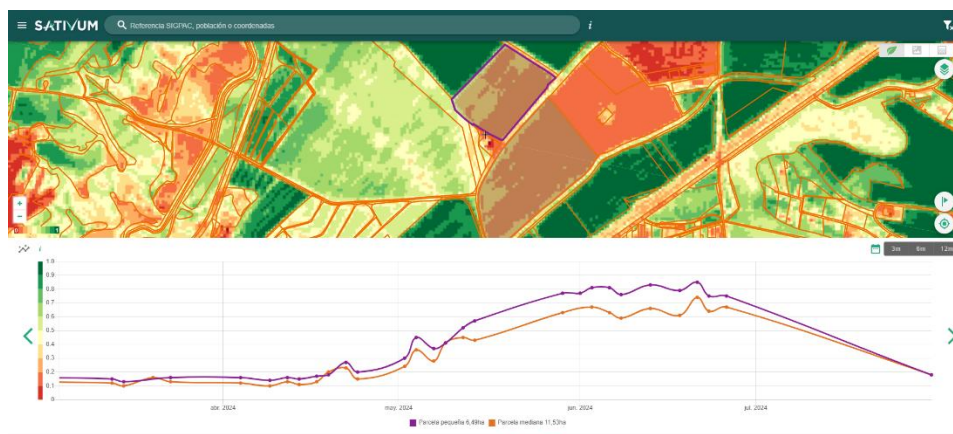 SATIVUM
Referencia SIGPAC, población o coordenadas
i
+
−
i
3m 6m 12m
1.0
0.9
0.8
0.7
0.6
0.5
0.4
0.3
0.2
0.1
0
abr. 2024 may. 2024 jun. 2024 jul. 2024
Parcela pequeña 6,49ha Parcela mediana 11,53ha